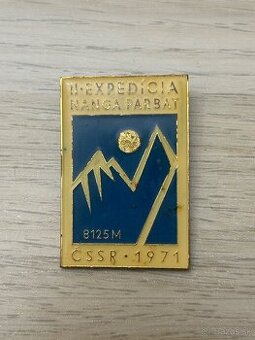 II·EXPEDÍCIA
NANGA PARBAT
8125M
ČSSR·1971